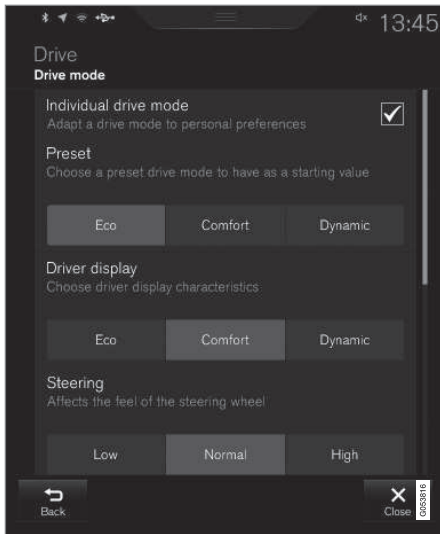 13:45
Drive
Drive mode
Individual drive mode
Adapt a drive mode to personal preferences
Preset
Choose a preset drive mode to have as a starting value
Eco Comfort Dynamic
Driver display
Choose driver display characteristics
Eco Comfort Dynamic
Steering
Affects the feel of the steering wheel
Low Normal High
Back Close
G053816